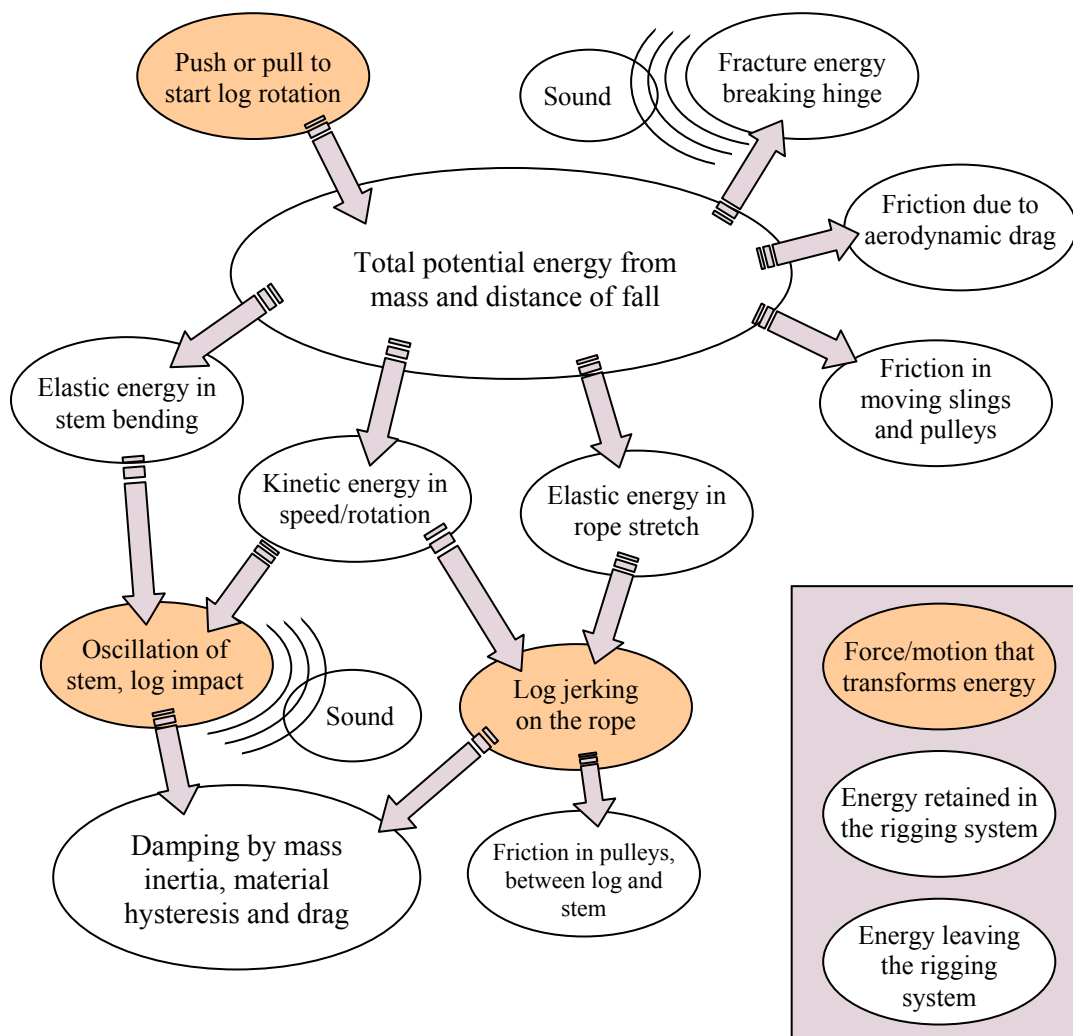 Push or pull to
start log rotation
Sound
Fracture energy
breaking hinge
Friction due to
aerodynamic drag
Total potential energy from
mass and distance of fall
Elastic energy in
stem bending
Friction in
moving slings
and pulleys
Kinetic energy in
speed/rotation
Elastic energy in
rope stretch
Oscillation of
stem, log impact
Sound
Log jerking
on the rope
Damping by mass
inertia, material
hysteresis and drag
Friction in pulleys,
between log and
stem
Force/motion that
transforms energy
Energy retained in
the rigging system
Energy leaving
the rigging
system